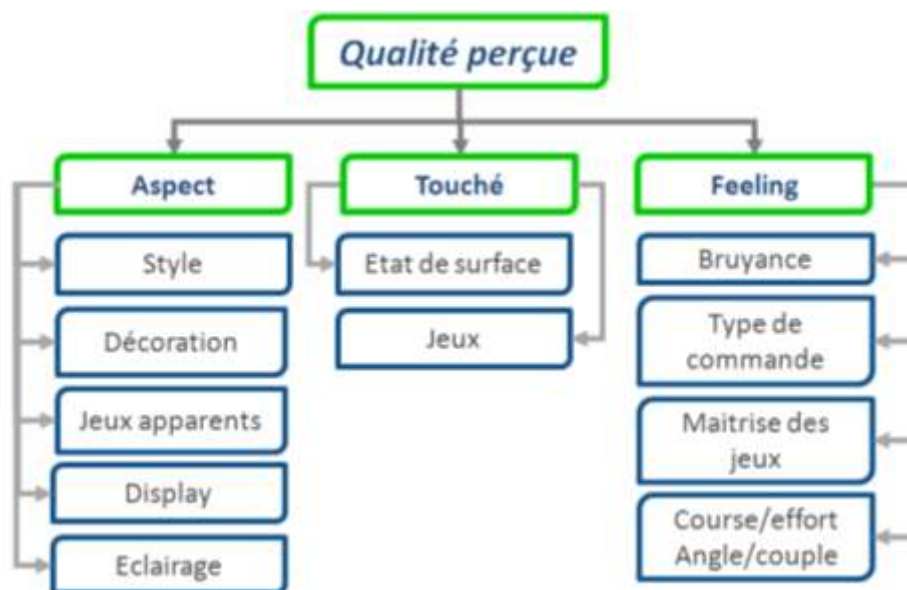 Qualité perçue
Aspect
Touché
Feeling
Style
Décoration
Jeux apparents
Display
Eclairage
Etat de surface
Jeux
Bruyance
Type de
commande
Maitrise des
jeux
Course/effort
Angle/couple